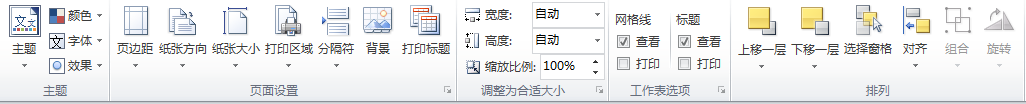 主题
颜色
字体
效果
主题
页边距 纸张方向 纸张大小 打印区域 分隔符 背景 打印标题
页面设置
宽度: 自动
高度: 自动
缩放比例: 100%
调整为合适大小
网格线 标题
查看 查看
打印 打印
工作表选项
上移一层 下移一层 选择窗格 对齐 组合 旋转
排列